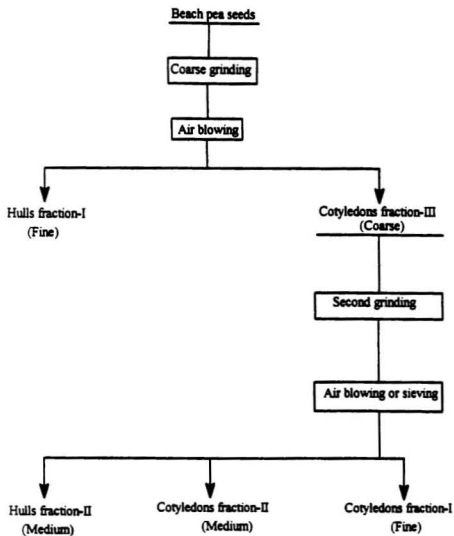 Beach pea seeds
Coarse grinding
Air blowing
Hulls fraction-I
(Fine)
Cotyledons fraction-III
(Coarse)
Second grinding
Air blowing or sieving
Hulls fraction-II
(Medium)
Cotyledons fraction-II
(Medium)
Cotyledons fraction-I
(Fine)